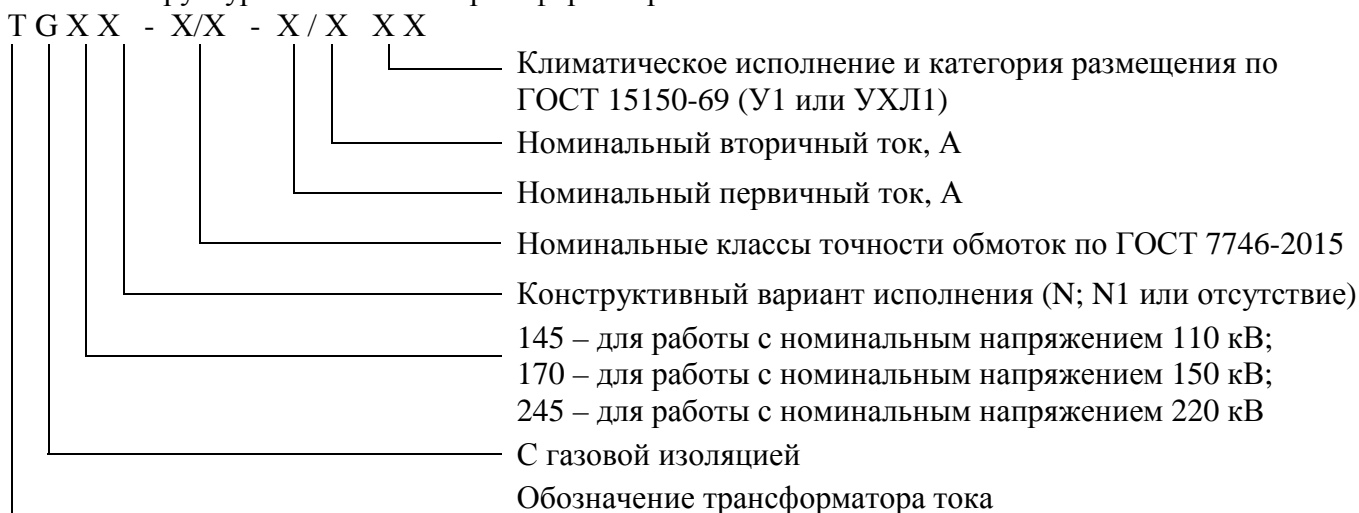 T G X X - X/X - X / X X X
Климатическое исполнение и категория размещения по
ГОСТ 15150-69 (У1 или УХЛ1)
Номинальный вторичный ток, А
Номинальный первичный ток, А
Номинальные классы точности обмоток по ГОСТ 7746-2015
Конструктивный вариант исполнения (N; N1 или отсутствие)
145 – для работы с номинальным напряжением 110 кВ;
170 – для работы с номинальным напряжением 150 кВ;
245 – для работы с номинальным напряжением 220 кВ
С газовой изоляцией
Обозначение трансформатора тока